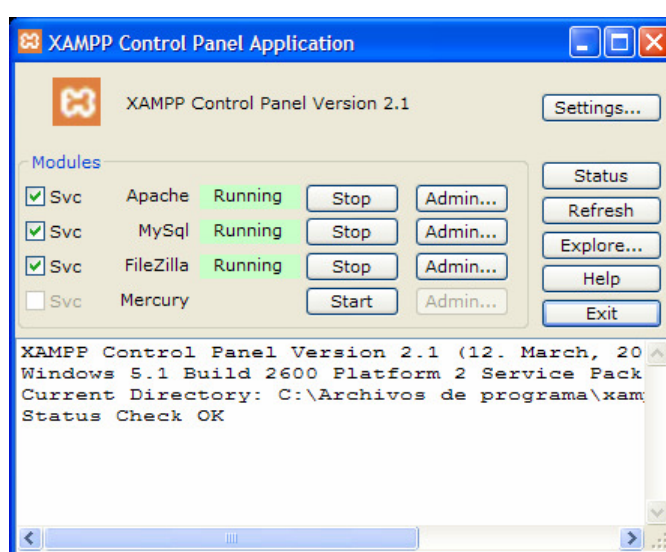 XAMPP Control Panel Application
XAMPP Control Panel Version 2.1
Settings...
Modules
Svc Apache Running Stop Admin...
Svc MySql Running Stop Admin...
Svc FileZilla Running Stop Admin...
Svc Mercury Start Admin...
Status
Refresh
Explore...
Help
Exit
XAMPP Control Panel Version 2.1 (12. March, 20
Windows 5.1 Build 2600 Platform 2 Service Pack
Current Directory: C:\Archivos de programa\xam
Status Check OK